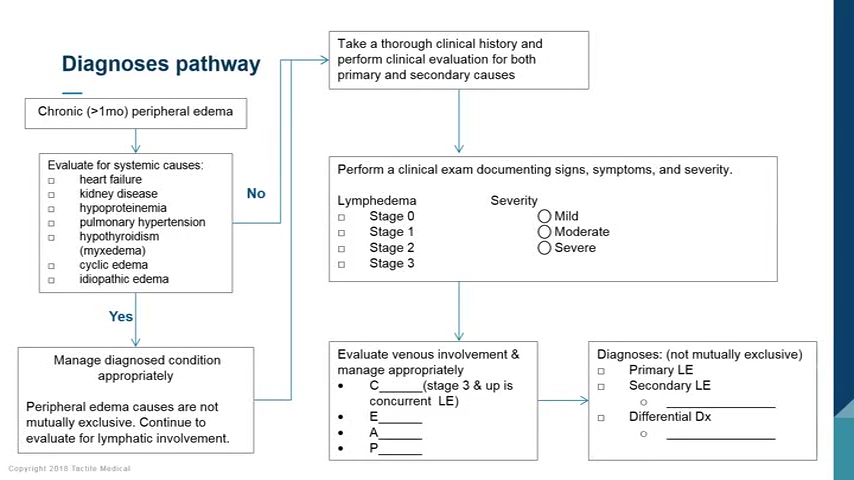 Diagnoses pathway
Chronic (>1mo) peripheral edema
Evaluate for systemic causes:
□ heart failure
□ kidney disease
□ hypoproteinemia
□ pulmonary hypertension
□ hypothyroidism
(myxedema)
□ cyclic edema
□ idiopathic edema
No
Yes
Manage diagnosed condition
appropriately
Peripheral edema causes are not
mutually exclusive. Continue to
evaluate for lymphatic involvement.
Take a thorough clinical history and
perform clinical evaluation for both
primary and secondary causes
Perform a clinical exam documenting signs, symptoms, and severity.
Lymphedema
□ Stage 0
□ Stage 1
□ Stage 2
□ Stage 3
Severity
◯ Mild
◯ Moderate
◯ Severe
Evaluate venous involvement &
manage appropriately
• C______(stage 3 & up is
concurrent LE)
• E______
• A______
• P______
Diagnoses: (not mutually exclusive)
□ Primary LE
□ Secondary LE
○ _______________
□ Differential Dx
○ _______________
Copyright 2018 Tactile Medical